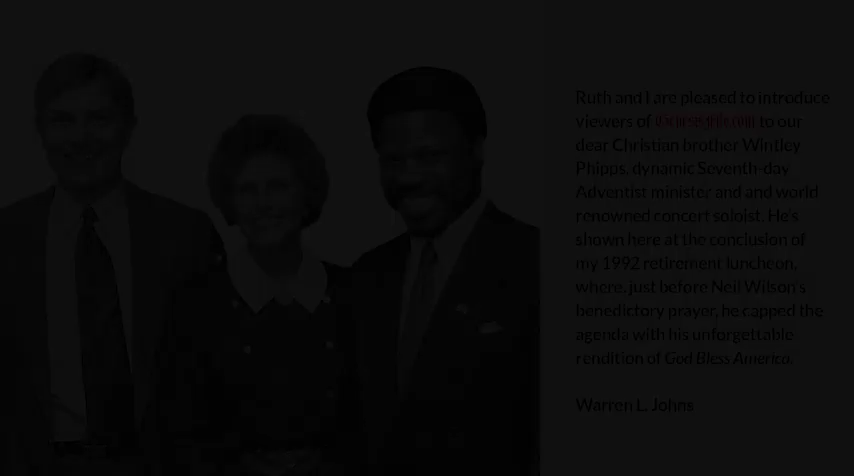 Ruth and I are pleased to introduce
viewers of to our
dear Christian brother Wintley
Phipps, dynamic Seventh-day
Adventist minister and and world
renowned concert soloist. He's
shown here at the conclusion of
my 1992 retirement luncheon,
where, just before Neil Wilson's
benedictory prayer, he capped the
agenda with his unforgettable
rendition of God Bless America.
Warren L. Johns